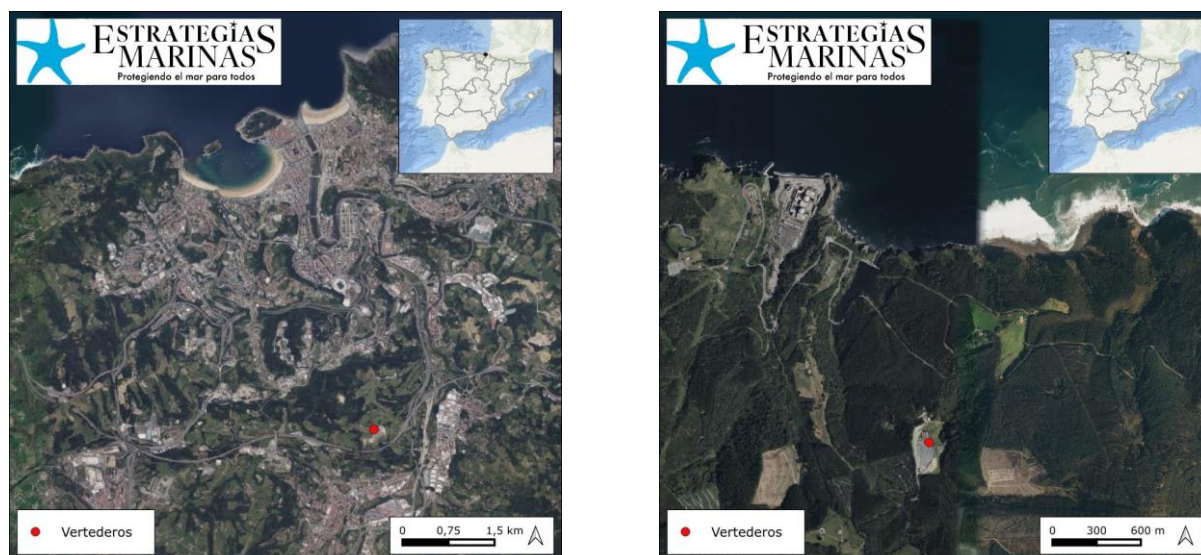 ESTRATEGIAS
MARINAS
Protegiendo el mar para todos
Vertederos
0 0,75 1,5 km
ESTRATEGIAS
MARINAS
Protegiendo el mar para todos
Vertederos
0 300 600 m